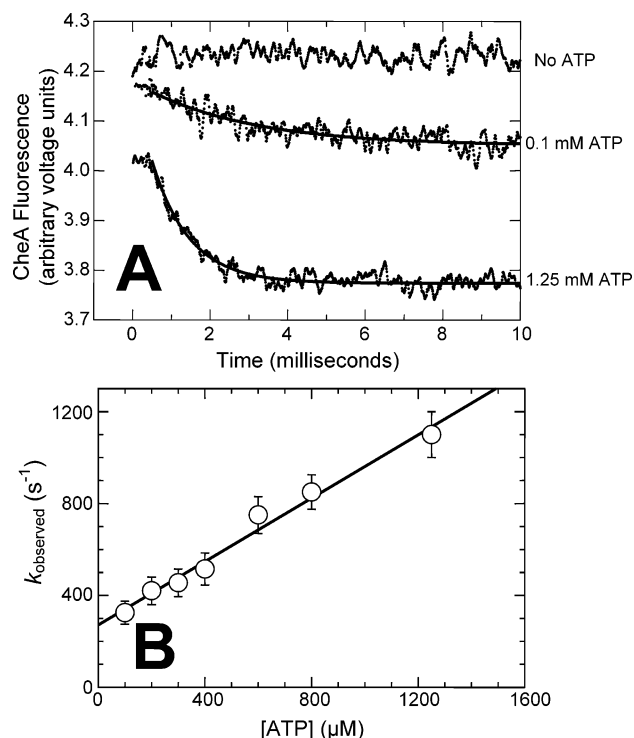 4.3
4.2
4.1
4.0
3.9
3.8
3.7
CheA Fluorescence
(arbitrary voltage units)
No ATP
0.1 mM ATP
1.25 mM ATP
A
0 2 4 6 8 10
Time (milliseconds)
1200
800
400
0
kobserved (s-1)
B
0 400 800 1200 1600
[ATP] (µM)